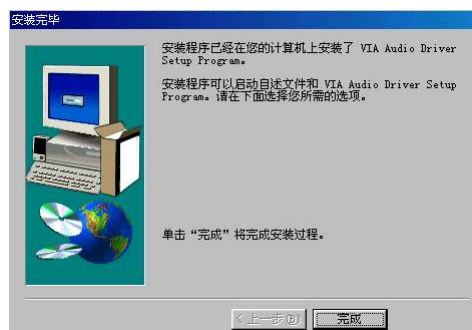 安装完毕
安装程序已经在您的计算机上安装了 VIA Audio Driver
Setup Program。
安装程序可以启动自述文件和 VIA Audio Driver Setup
Program。请在下面选择您所需的选项。
单击“完成”将完成安装过程。
<上一步(B)
完成